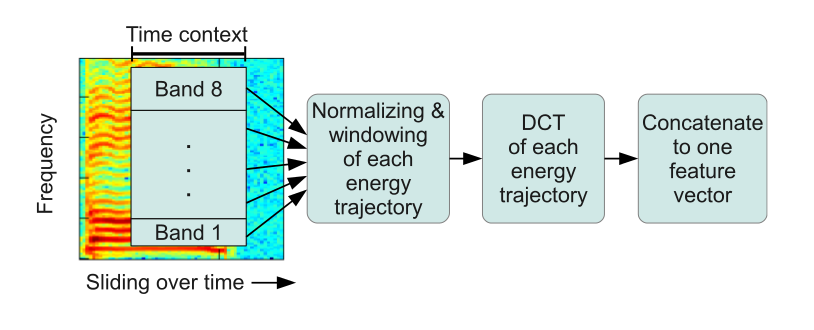 Time context
Frequency
Band 8
.
.
.
Band 1
Sliding over time
Normalizing &
windowing
of each
energy
trajectory
DCT
of each
energy
trajectory
Concatenate
to one
feature
vector